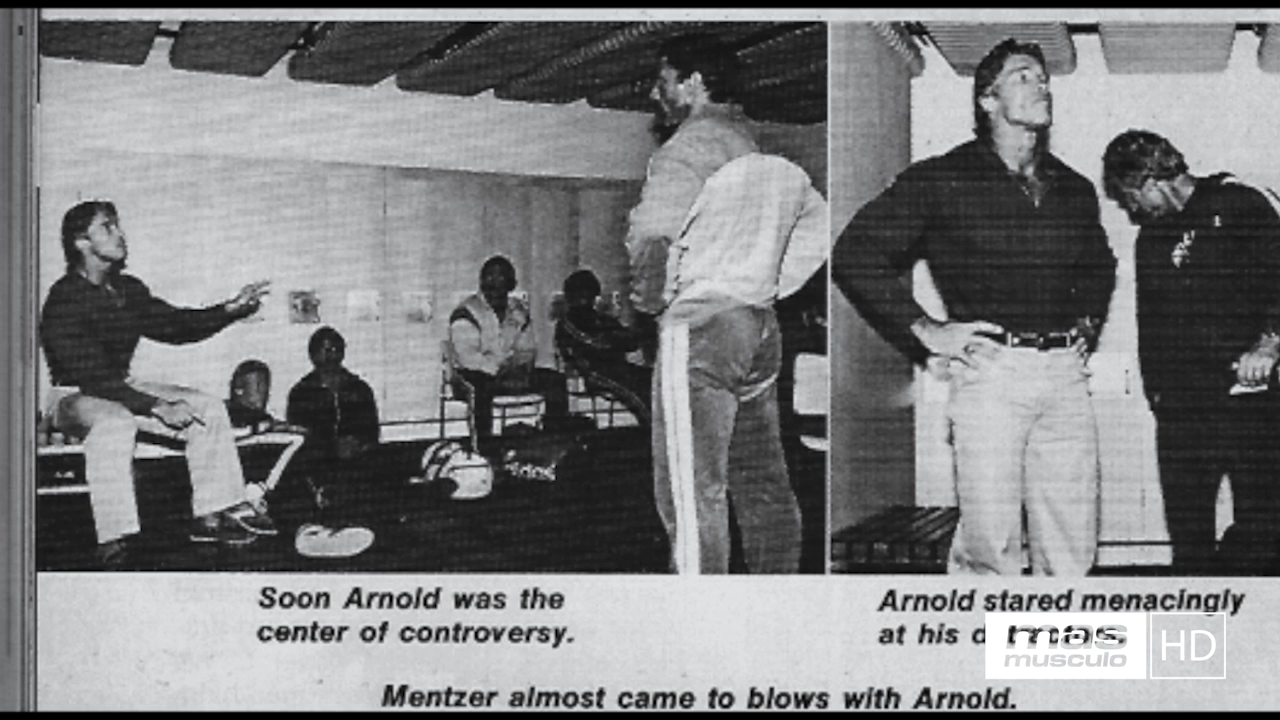 Soon Arnold was the
center of controversy.
Arnold stared menacingly
at his
mas
musculo
HD
Mentzer almost came to blows with Arnold.